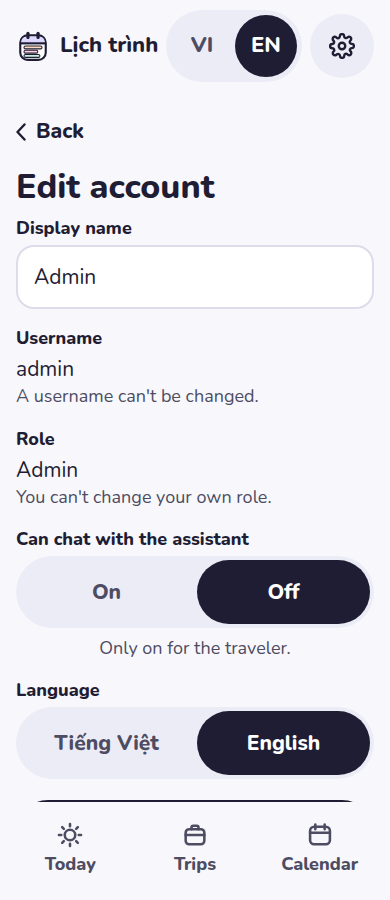 Lịch trình
VI
EN
Back
Edit account
Display name
Admin
Username
admin
A username can't be changed.
Role
Admin
You can't change your own role.
Can chat with the assistant
On
Off
Only on for the traveler.
Language
Tiếng Việt
English
Today
Trips
Calendar